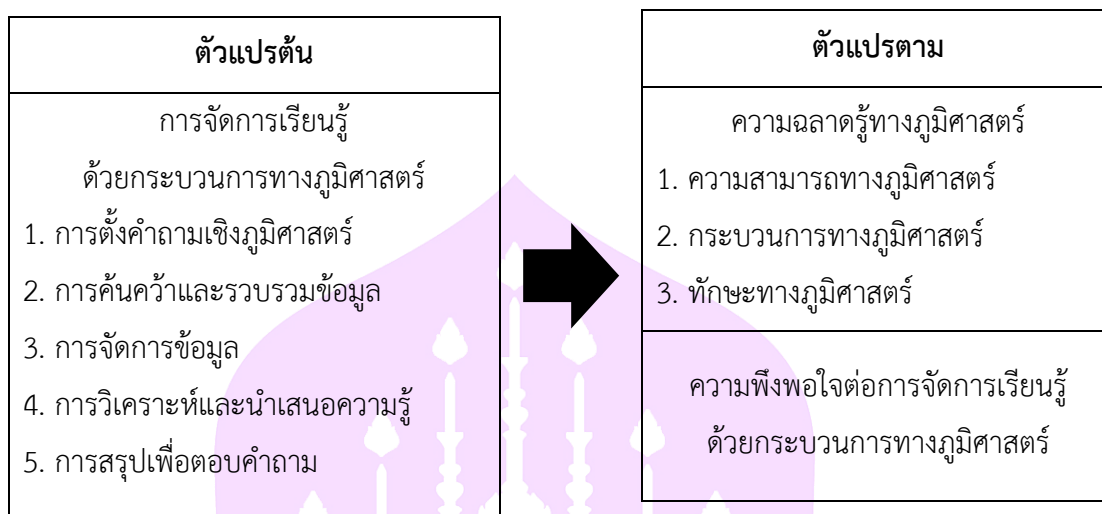 ตัวแปรต้น
การจัดการเรียนรู้
ด้วยกระบวนการทางภูมิศาสตร์
1. การตั้งคำถามเชิงภูมิศาสตร์
2. การค้นคว้าและรวบรวมข้อมูล
3. การจัดการข้อมูล
4. การวิเคราะห์และนำเสนอความรู้
5. การสรุปเพื่อตอบคำถาม
ตัวแปรตาม
ความฉลาดรู้ทางภูมิศาสตร์
1. ความสามารถทางภูมิศาสตร์
2. กระบวนการทางภูมิศาสตร์
3. ทักษะทางภูมิศาสตร์
ความพึงพอใจต่อการจัดการเรียนรู้
ด้วยกระบวนการทางภูมิศาสตร์